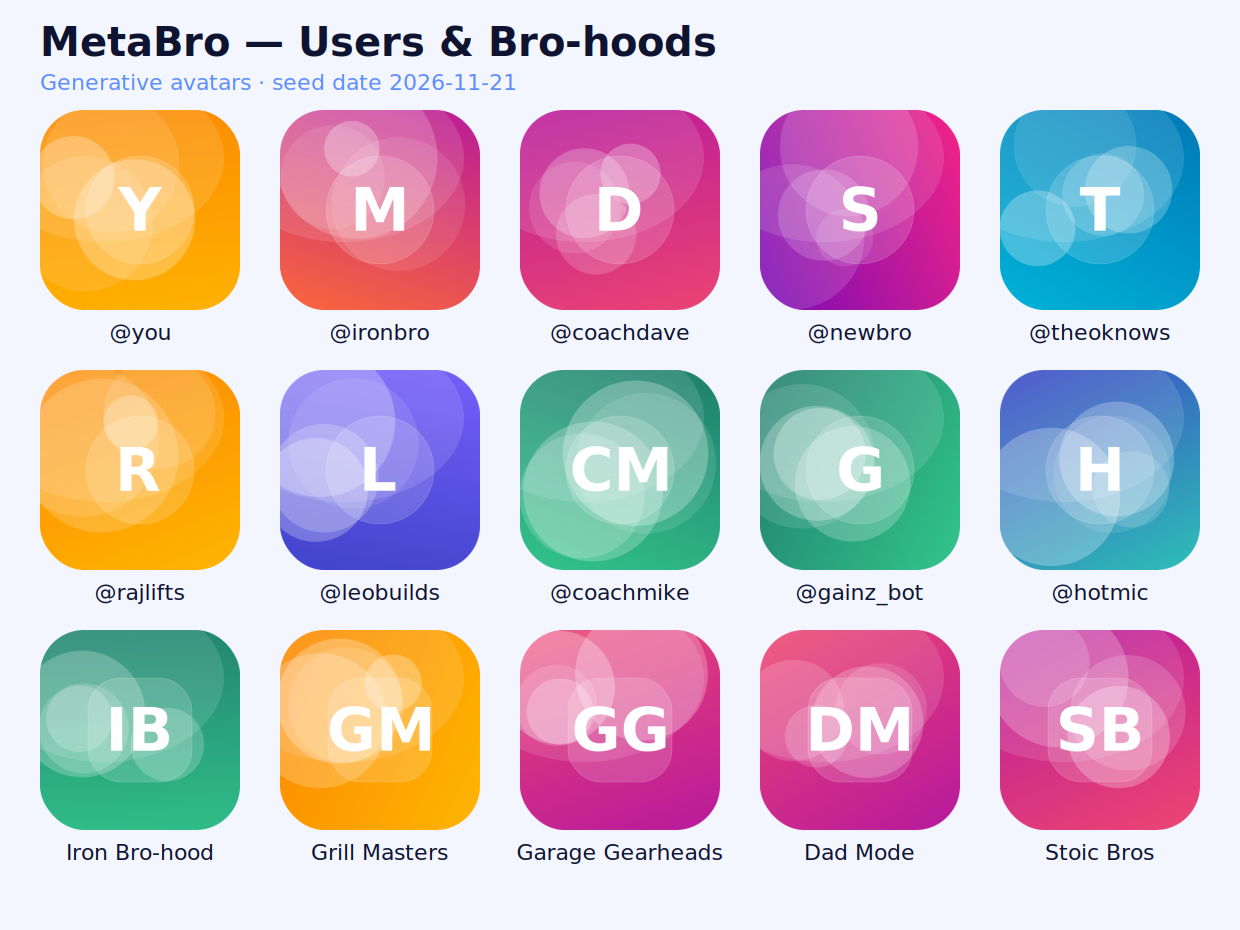 MetaBro — Users & Bro-hoods
Generative avatars · seed date 2026-11-21
Y M D S T
@you @ironbro @coachdave @newbro @theoknows
R L CM G H
@rajlifts @leobuilds @coachmike @gainz_bot @hotmic
IB GM GG DM SB
Iron Bro-hood Grill Masters Garage Gearheads Dad Mode Stoic Bros